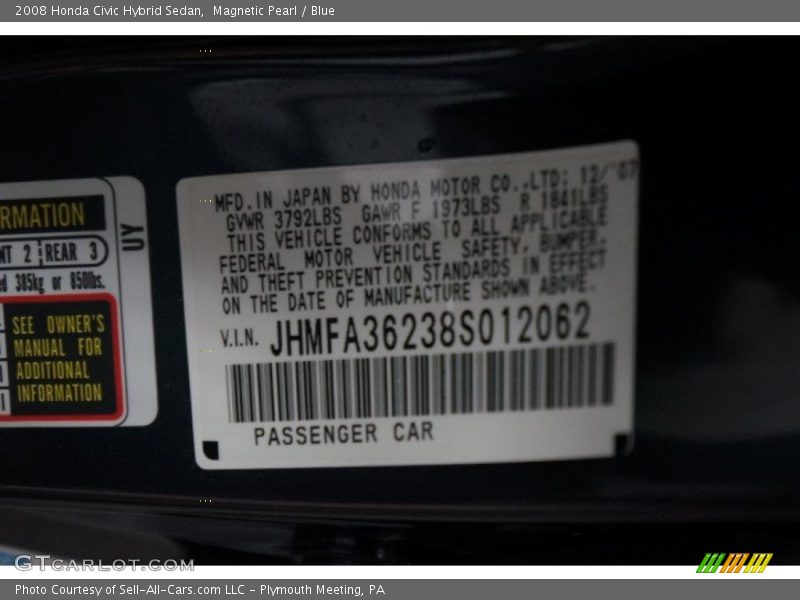 2008 Honda Civic Hybrid Sedan, Magnetic Pearl / Blue
RMATION
NT 2 REAR 3
d 385kg or 850lbs.
SEE OWNER'S
MANUAL FOR
ADDITIONAL
INFORMATION
UY
MFD. IN JAPAN BY HONDA MOTOR CO., LTD; 12/'07
GVWR 3792LBS GAWR F 1973LBS R 1841LBS
THIS VEHICLE CONFORMS TO ALL APPLICABLE
FEDERAL MOTOR VEHICLE SAFETY, BUMPER,
AND THEFT PREVENTION STANDARDS IN EFFECT
ON THE DATE OF MANUFACTURE SHOWN ABOVE.
V.I.N. JHMFA36238S012062
PASSENGER CAR
GTCARLOT.COM
Photo Courtesy of Sell-All-Cars.com LLC - Plymouth Meeting, PA